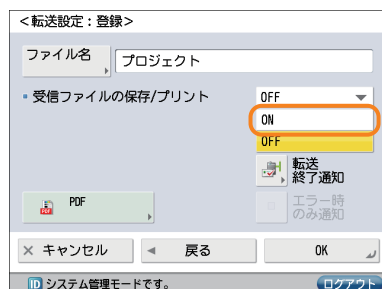 <転送設定:登録>
ファイル名
プロジェクト
受信ファイルの保存/プリント
OFF
ON
OFF
転送
終了通知
PDF
エラー時
のみ通知
× キャンセル
戻る
OK
ID システム管理モードです。
ログアウト